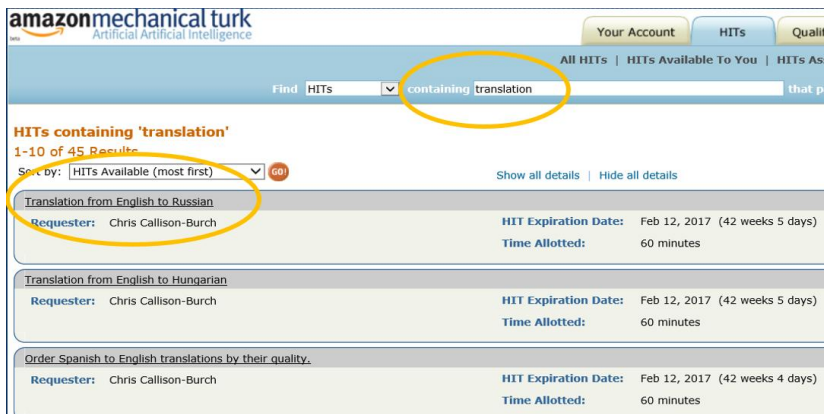 amazonmechanical turk
beta Artificial Artificial Intelligence
Your Account HITs
All HITs | HITs Available To You | HITs
Find HITs containing translation that
HITs containing 'translation'
1-10 of 45 Results
Sort by: HITs Available (most first) GO! Show all details | Hide all details
Translation from English to Russian
Requester: Chris Callison-Burch HIT Expiration Date: Feb 12, 2017 (42 weeks 5 days)
Time Allotted: 60 minutes
Translation from English to Hungarian
Requester: Chris Callison-Burch HIT Expiration Date: Feb 12, 2017 (42 weeks 5 days)
Time Allotted: 60 minutes
Order Spanish to English translations by their quality.
Requester: Chris Callison-Burch HIT Expiration Date: Feb 12, 2017 (42 weeks 4 days)
Time Allotted: 60 minutes